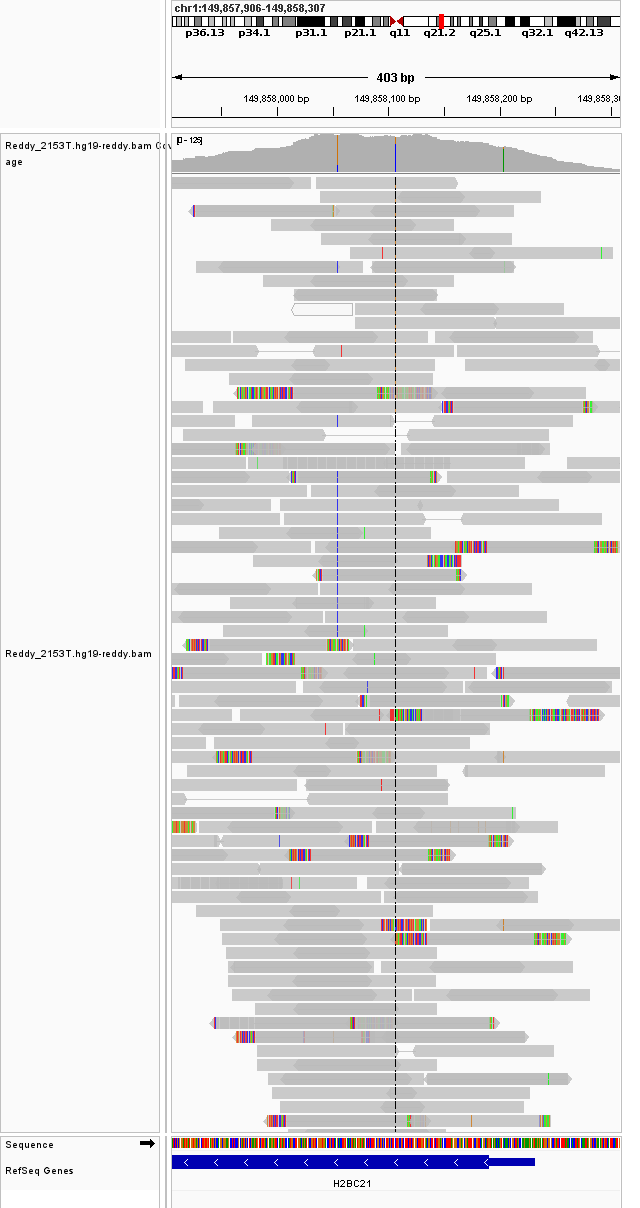 chr1:149,857,906-149,858,307
p36.13 p34.1 p31.1 p21.1 q11 q21.2 q25.1 q32.1 q42.13
403 bp
149,858,000 bp 149,858,100 bp 149,858,200 bp 149,858,30
Reddy_2153T.hg19-reddy.bam Cov
age
[0 - 125]
Reddy_2153T.hg19-reddy.bam
Sequence
RefSeq Genes
H2BC21